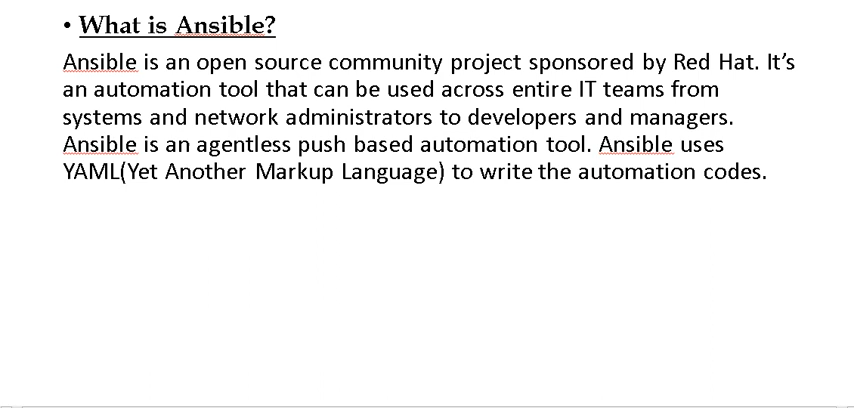 • What is Ansible?
Ansible is an open source community project sponsored by Red Hat. It’s
an automation tool that can be used across entire IT teams from
systems and network administrators to developers and managers.
Ansible is an agentless push based automation tool. Ansible uses
YAML(Yet Another Markup Language) to write the automation codes.